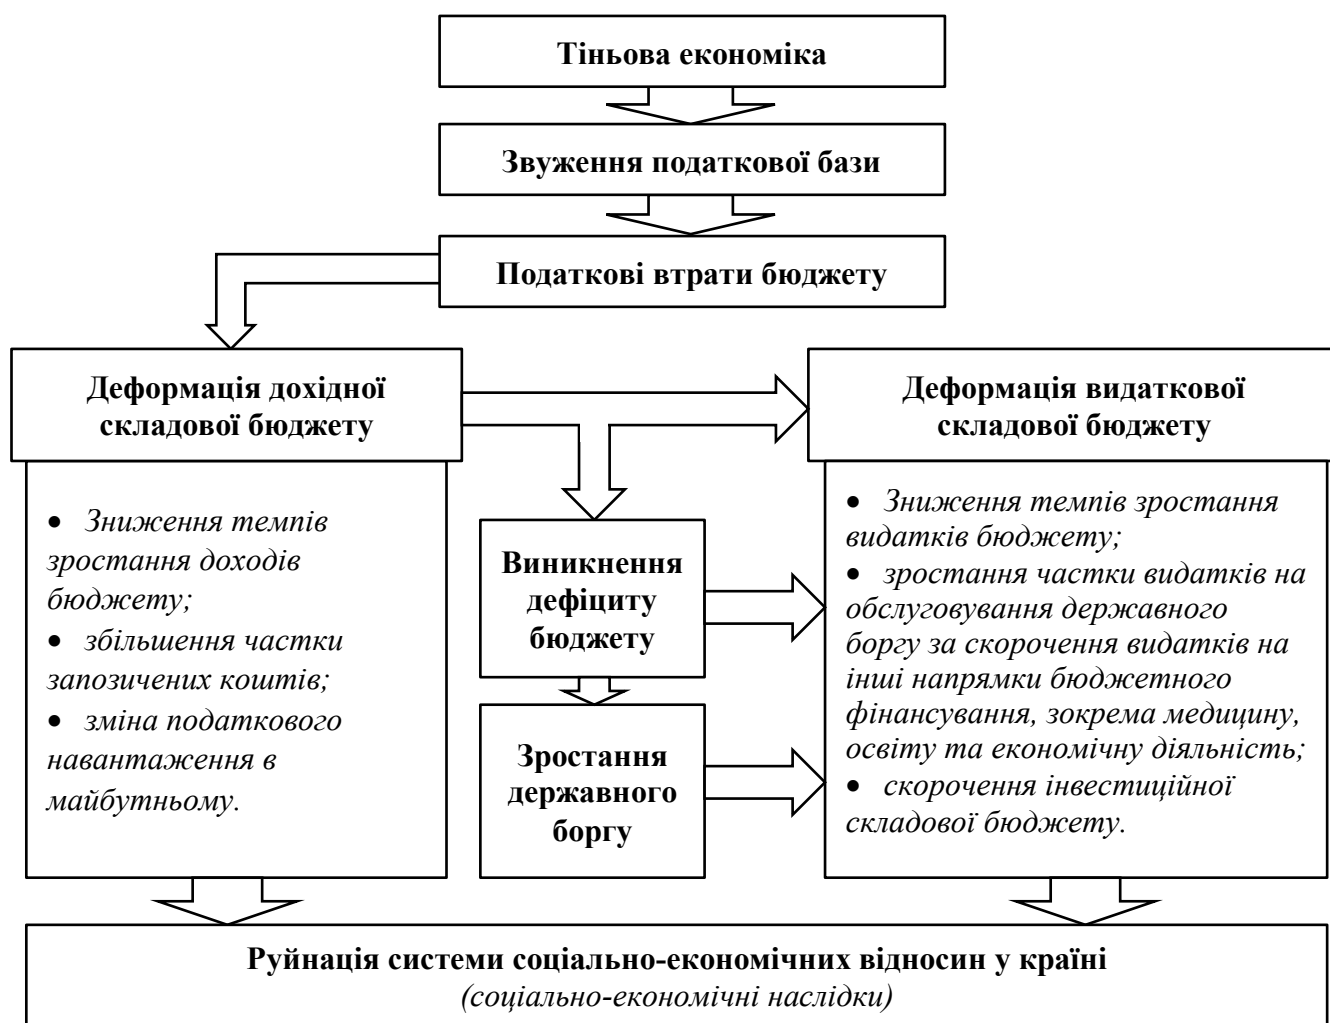 Тіньова економіка
Звуження податкової бази
Податкові втрати бюджету
Деформація дохідної
складової бюджету
Деформація видаткової
складової бюджету
• Зниження темпів
зростання доходів
бюджету;
• збільшення частки
запозичених коштів;
• зміна податкового
навантаження в
майбутньому.
Виникнення
дефіциту
бюджету
Зростання
державного
боргу
• Зниження темпів зростання
видатків бюджету;
• зростання частки видатків на
обслуговування державного
боргу за скорочення видатків на
інші напрямки бюджетного
фінансування, зокрема медицину,
освіту та економічну діяльність;
• скорочення інвестиційної
складової бюджету.
Руйнація системи соціально-економічних відносин у країні
(соціально-економічні наслідки)